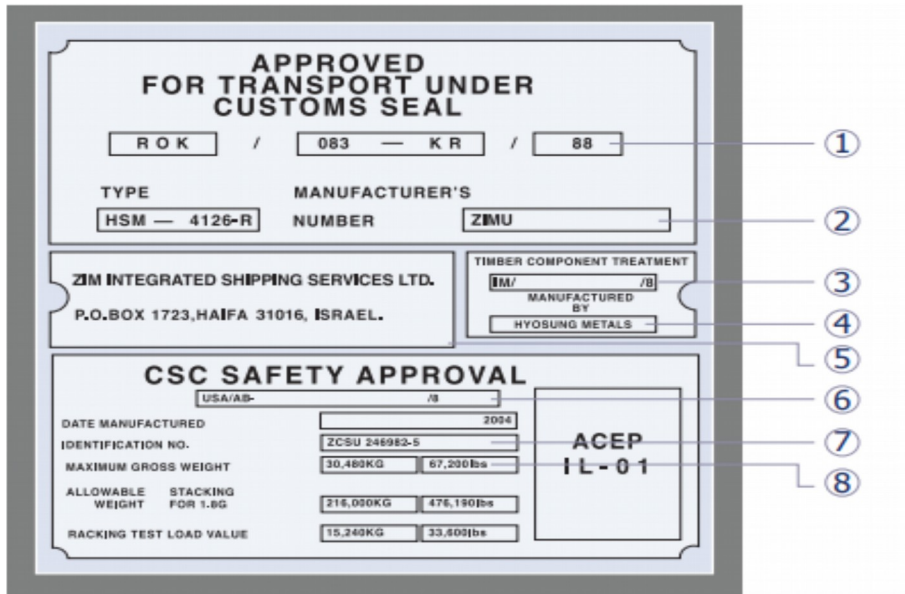 APPROVED
FOR TRANSPORT UNDER
CUSTOMS SEAL
ROK / 083 — KR / 88 ①
TYPE MANUFACTURER'S
HSM — 4126-R NUMBER ZIMU ②
ZIM INTEGRATED SHIPPING SERVICES LTD.
P.O.BOX 1723,HAIFA 31016, ISRAEL.
TIMBER COMPONENT TREATMENT
IM/ /8 ③
MANUFACTURED
BY
HYOSUNG METALS ④
⑤
CSC SAFETY APPROVAL
USA/AB- /8 ⑥
DATE MANUFACTURED 2004
IDENTIFICATION NO. ZCSU 246982-5 ⑦
MAXIMUM GROSS WEIGHT 30,480KG 67,200lbs ⑧
ALLOWABLE STACKING
WEIGHT FOR 1.8G 216,000KG 476,190lbs
RACKING TEST LOAD VALUE 15,240KG 33,600lbs
ACEP
IL-01